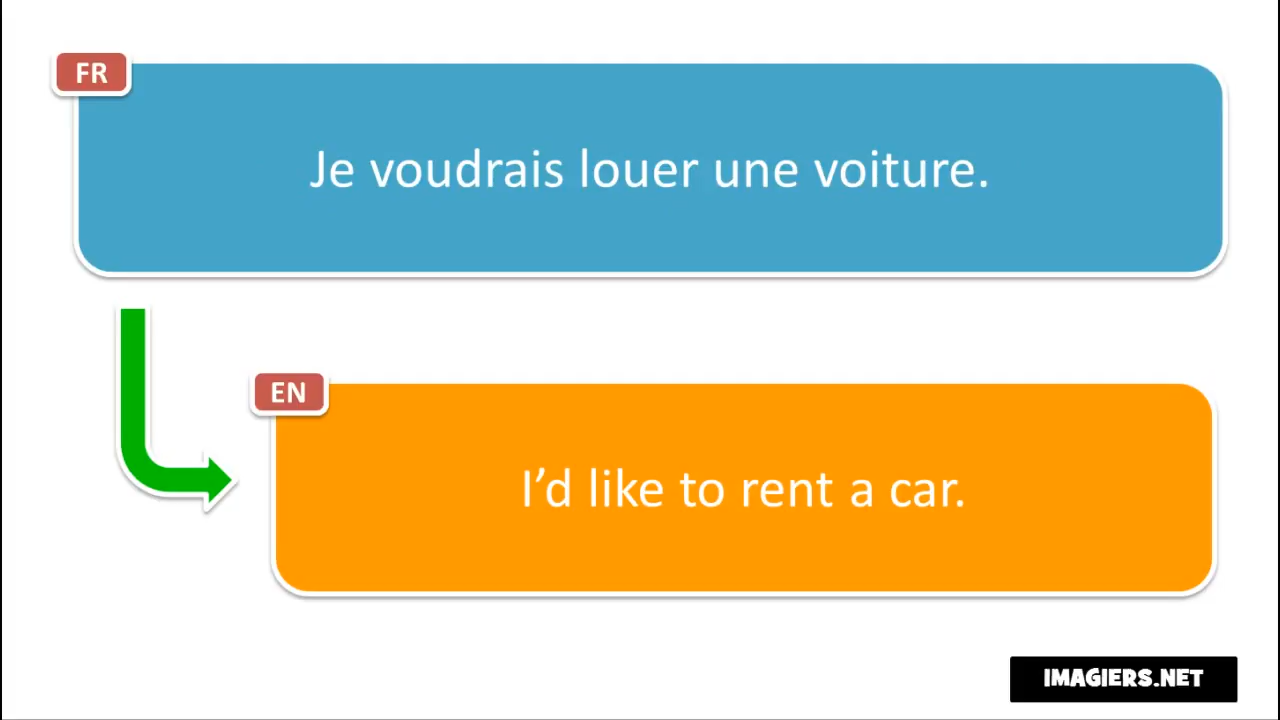 FR
Je voudrais louer une voiture.
EN
I’d like to rent a car.
IMAGIERS.NET